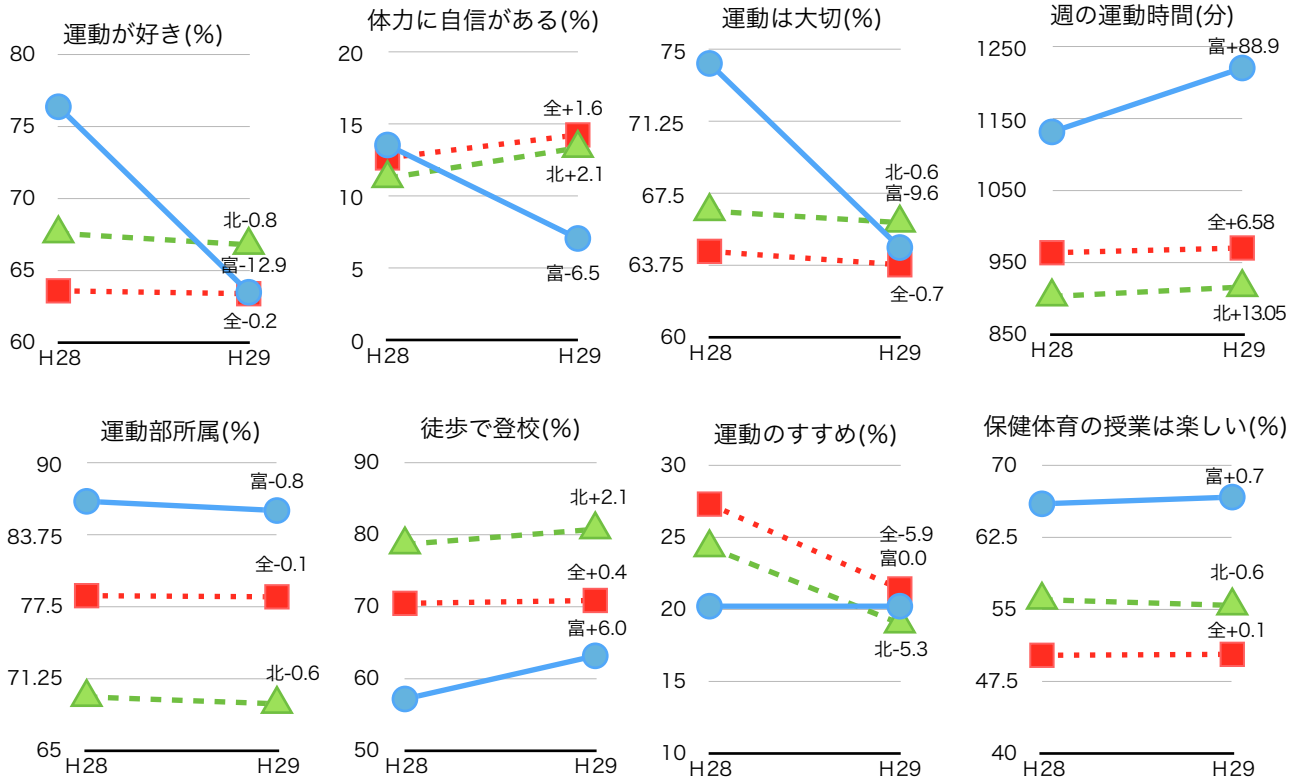 運動が好き(%)
80
75
70
65
60
北-0.8
富-12.9
全-0.2
H28
H29
体力に自信がある(%)
20
15
10
5
0
全+1.6
北+2.1
富-6.5
H28
H29
運動は大切(%)
75
71.25
67.5
63.75
60
北-0.6
富-9.6
全-0.7
H28
H29
週の運動時間(分)
1250
1150
1050
950
850
富+88.9
全+6.58
北+13.05
H28
H29
運動部所属(%)
90
83.75
77.5
71.25
65
富-0.8
全-0.1
北-0.6
H28
H29
徒歩で登校(%)
90
80
70
60
50
北+2.1
全+0.4
富+6.0
H28
H29
運動のすすめ(%)
30
25
20
15
10
全-5.9
富0.0
北-5.3
H28
H29
保健体育の授業は楽しい(%)
70
62.5
55
47.5
40
富+0.7
北-0.6
全+0.1
H28
H29